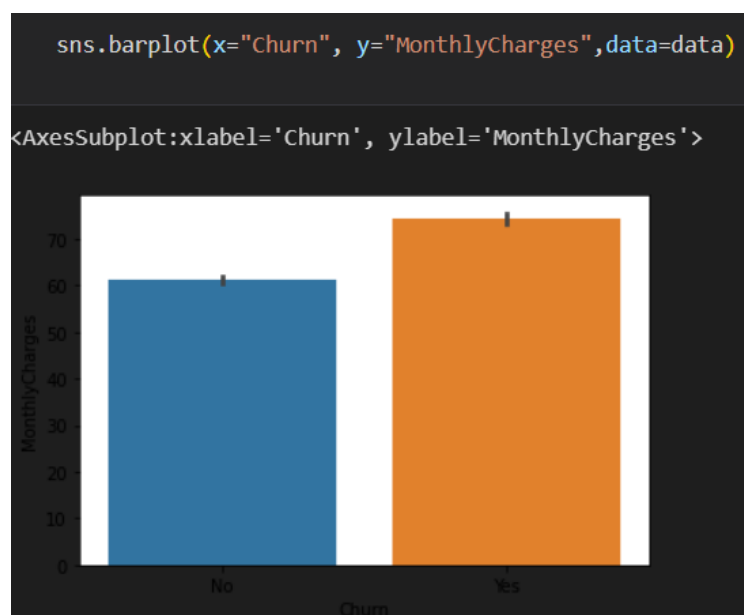 sns.barplot(x="Churn", y="MonthlyCharges",data=data)
<AxesSubplot:xlabel='Churn', ylabel='MonthlyCharges'>
70
60
50
40
30
20
10
0
MonthlyCharges
No Yes
Churn